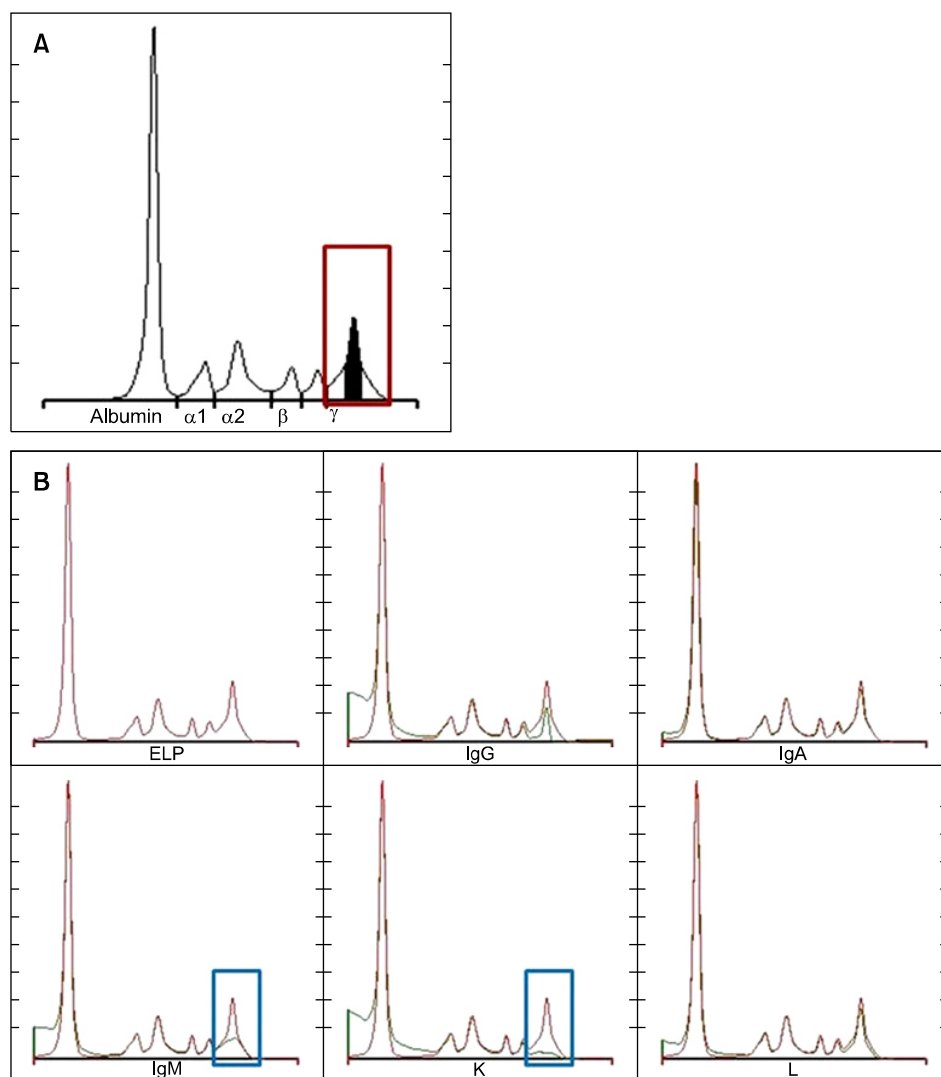 A
Albumin α1 α2 β γ
B
ELP IgG IgA
IgM K L